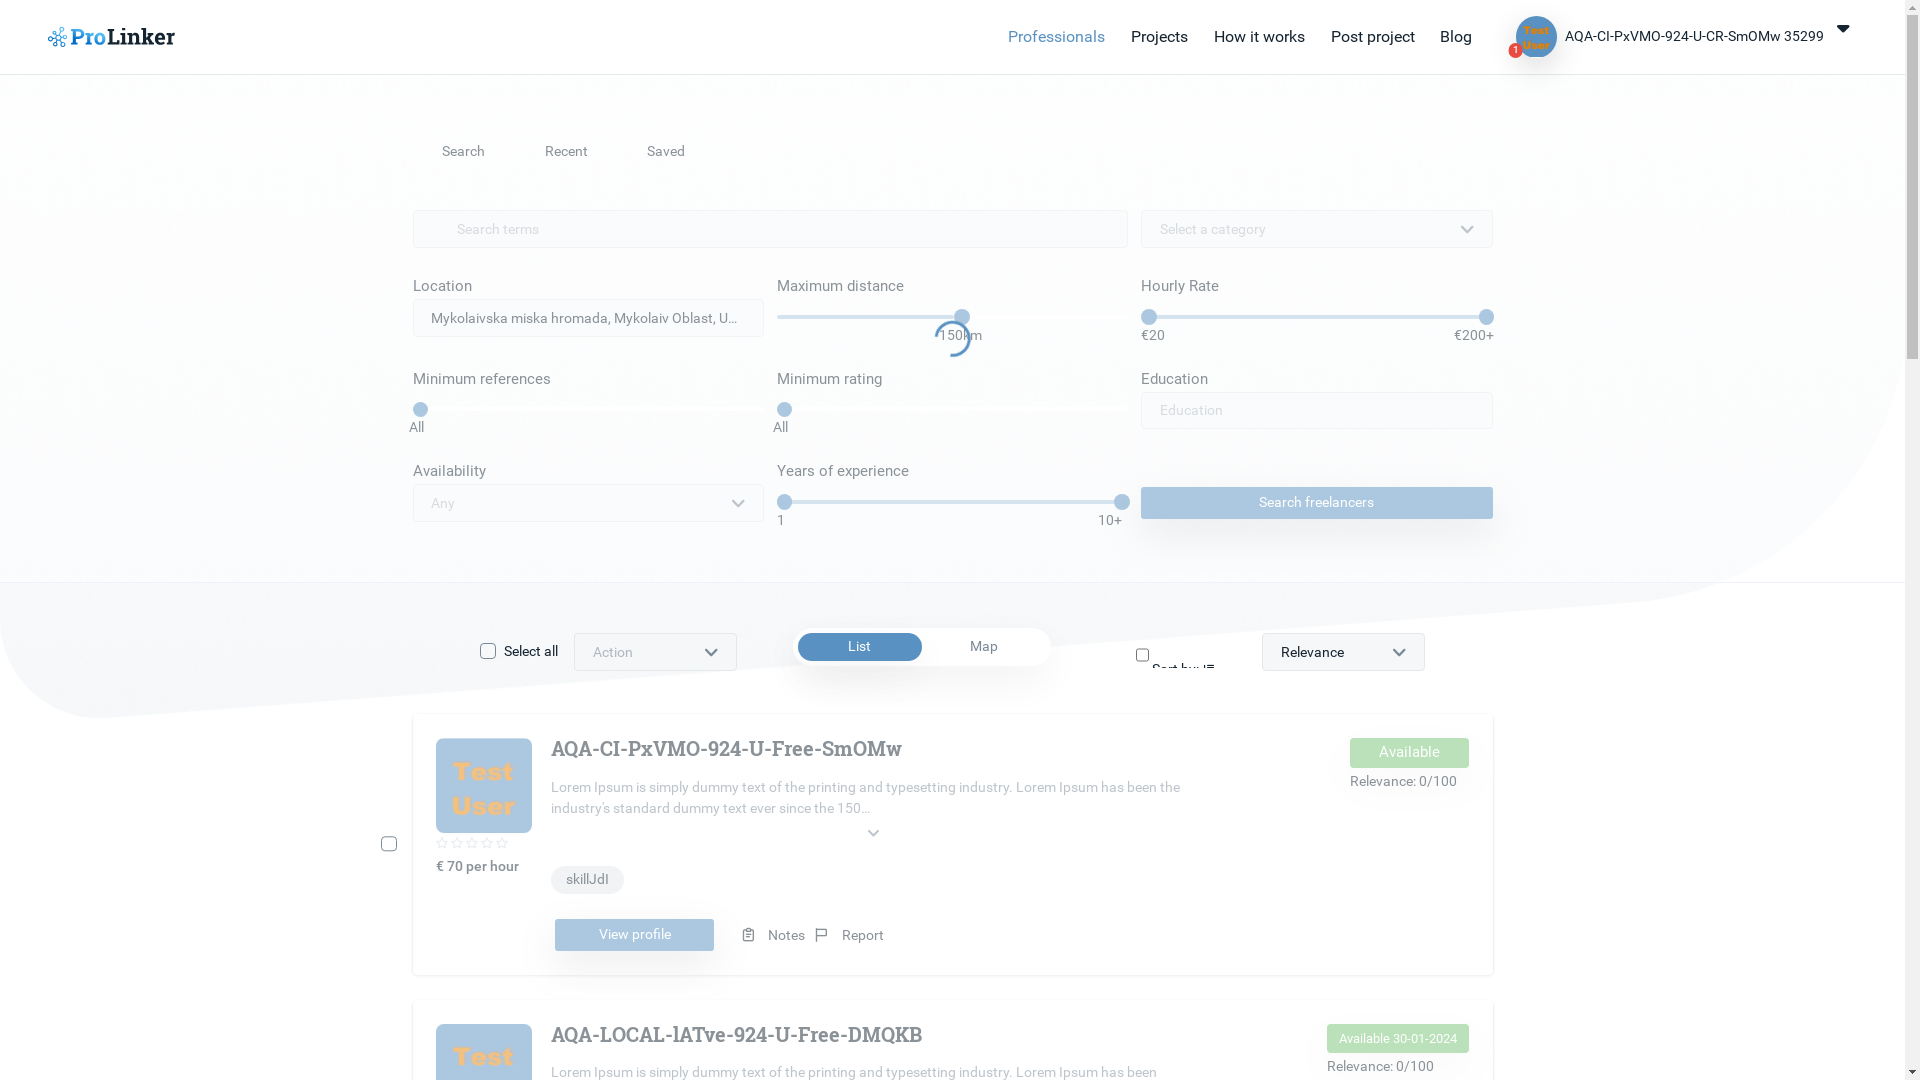 ProLinker
Professionals
Projects
How it works
Post project
Blog
Test
User
1
AQA-CI-PxVMO-924-U-CR-SmOMw 35299
Search
Recent
Saved
Search terms
Select a category
Location
Maximum distance
Hourly Rate
Mykolaivska miska hromada, Mykolaiv Oblast, U...
150km
€20
€200+
Minimum references
Minimum rating
Education
All
All
Education
Availability
Years of experience
Any
1
10+
Search freelancers
Select all
Action
List
Map
Sort by:
Relevance
Test
User
AQA-CI-PxVMO-924-U-Free-SmOMw
Available
Relevance: 0/100
Lorem Ipsum is simply dummy text of the printing and typesetting industry. Lorem Ipsum has been the
industry's standard dummy text ever since the 150...
€ 70 per hour
skillJdI
View profile
Notes
Report
Test
AQA-LOCAL-lATve-924-U-Free-DMQKB
Available 30-01-2024
Relevance: 0/100
Lorem Ipsum is simply dummy text of the printing and typesetting industry. Lorem Ipsum has been